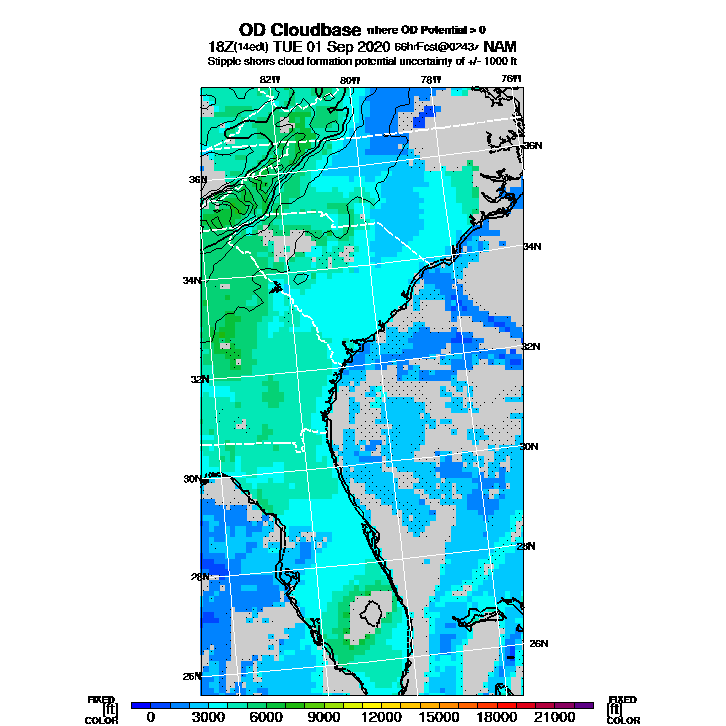 OD Cloudbase where OD Potential > 0
18Z(14edt) TUE 01 Sep 2020 66hrFcst@0243z NAM
Stipple shows cloud formation potential uncertainty of +/- 1000 ft
82W 80W 78W 76W
36N
36N
34N
34N
32N
32N
30N
30N
28N
28N
26N
26N
FIXED FIXED
[ft] 0 3000 6000 9000 12000 15000 18000 21000 [ft]
COLOR COLOR